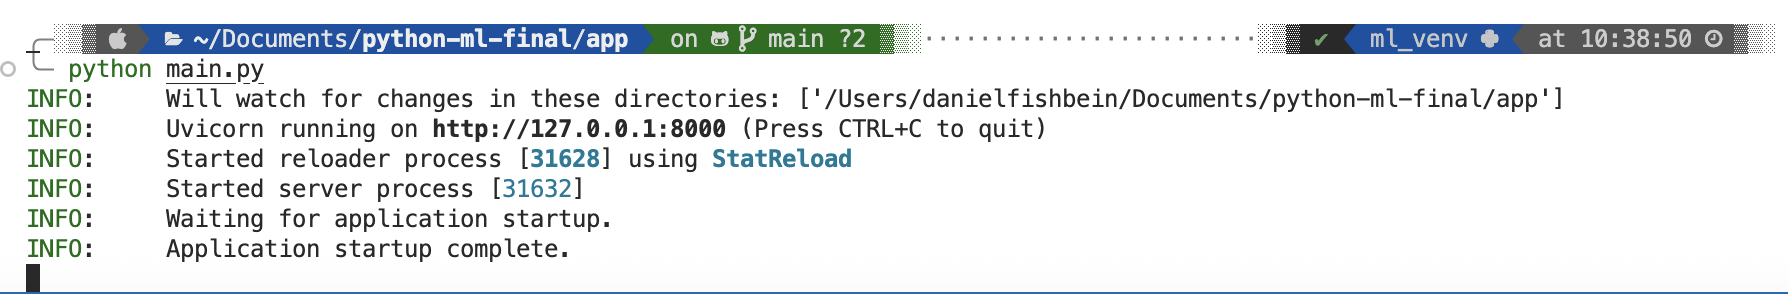 ~/Documents/python-ml-final/app on main ?2 ✔ ml_venv at 10:38:50
python main.py
INFO: Will watch for changes in these directories: ['/Users/danielfishbein/Documents/python-ml-final/app']
INFO: Uvicorn running on http://127.0.0.1:8000 (Press CTRL+C to quit)
INFO: Started reloader process [31628] using StatReload
INFO: Started server process [31632]
INFO: Waiting for application startup.
INFO: Application startup complete.